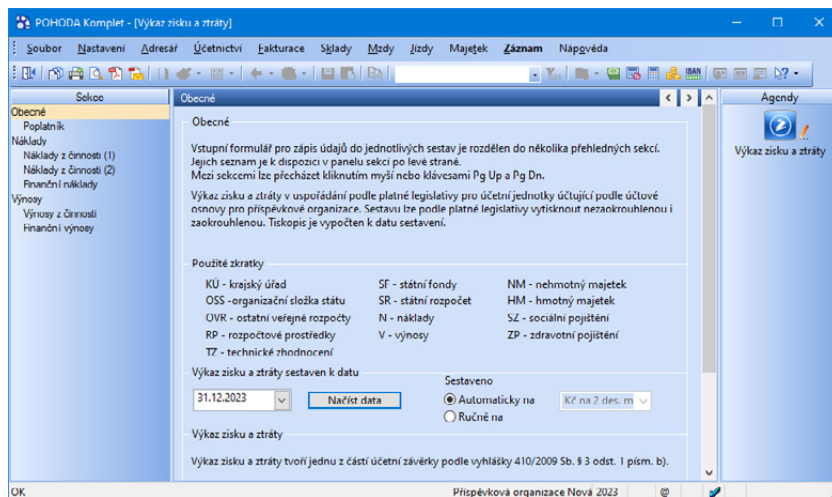 POHODA Komplet - [Výkaz zisku a ztráty]
Soubor Nastavení Adresář Účetnictví Fakturace Sklady Mzdy Jízdy Majetek Záznam Nápověda
IBAN
Sekce
Obecné
Poplatník
Náklady
Náklady z činnosti (1)
Náklady z činnosti (2)
Finanční náklady
Výnosy
Výnosy z činnosti
Finanční výnosy
Obecné
Obecné
Vstupní formulář pro zápis údajů do jednotlivých sestav je rozdělen do několika přehledných sekcí.
Jejich seznam je k dispozici v panelu sekcí po levé straně.
Mezi sekcemi lze přecházet kliknutím myší nebo klávesami Pg Up a Pg Dn.
Výkaz zisku a ztráty v uspořádání podle platné legislativy pro účetní jednotky účtující podle účtové
osnovy pro příspěvkové organizace. Sestavu lze podle platné legislativy vytisknout nezaokrouhlenou i
zaokrouhlenou. Tiskopis je vypočten k datu sestavení.
Použité zkratky
KÚ - krajský úřad SF - státní fondy NM - nehmotný majetek
OSS -organizační složka státu SR - státní rozpočet HM - hmotný majetek
OVR - ostatní veřejné rozpočty N - náklady SZ - sociální pojištění
RP - rozpočtové prostředky V - výnosy ZP - zdravotní pojištění
TZ - technické zhodnocení
Výkaz zisku a ztráty sestaven k datu
Sestaveno
31.12.2023 Načíst data Automaticky na Kč na 2 des. m
Ručně na
Výkaz zisku a ztráty
Výkaz zisku a ztráty tvoří jednu z částí účetní závěrky podle vyhlášky 410/2009 Sb. § 3 odst. 1 písm. b).
Agendy
Výkaz zisku a ztráty
OK Příspěvková organizace Nová 2023 @